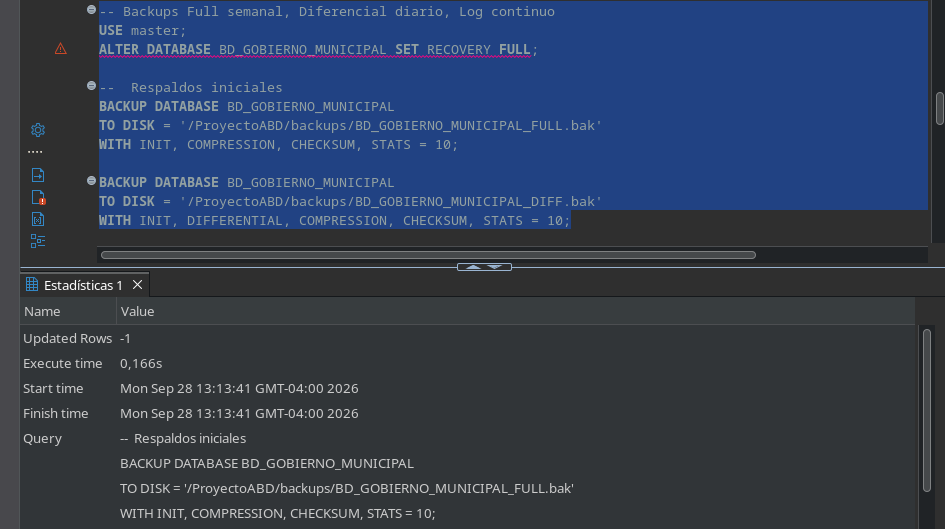 -- Backups Full semanal, Diferencial diario, Log continuo
USE master;
ALTER DATABASE BD_GOBIERNO_MUNICIPAL SET RECOVERY FULL;
--  Respaldos iniciales
BACKUP DATABASE BD_GOBIERNO_MUNICIPAL
TO DISK = '/ProyectoABD/backups/BD_GOBIERNO_MUNICIPAL_FULL.bak'
WITH INIT, COMPRESSION, CHECKSUM, STATS = 10;
BACKUP DATABASE BD_GOBIERNO_MUNICIPAL
TO DISK = '/ProyectoABD/backups/BD_GOBIERNO_MUNICIPAL_DIFF.bak'
WITH INIT, DIFFERENTIAL, COMPRESSION, CHECKSUM, STATS = 10;
Estadísticas 1
Name Value
Updated Rows -1
Execute time 0,166s
Start time Mon Sep 28 13:13:41 GMT-04:00 2026
Finish time Mon Sep 28 13:13:41 GMT-04:00 2026
Query --  Respaldos iniciales
BACKUP DATABASE BD_GOBIERNO_MUNICIPAL
TO DISK = '/ProyectoABD/backups/BD_GOBIERNO_MUNICIPAL_FULL.bak'
WITH INIT, COMPRESSION, CHECKSUM, STATS = 10;